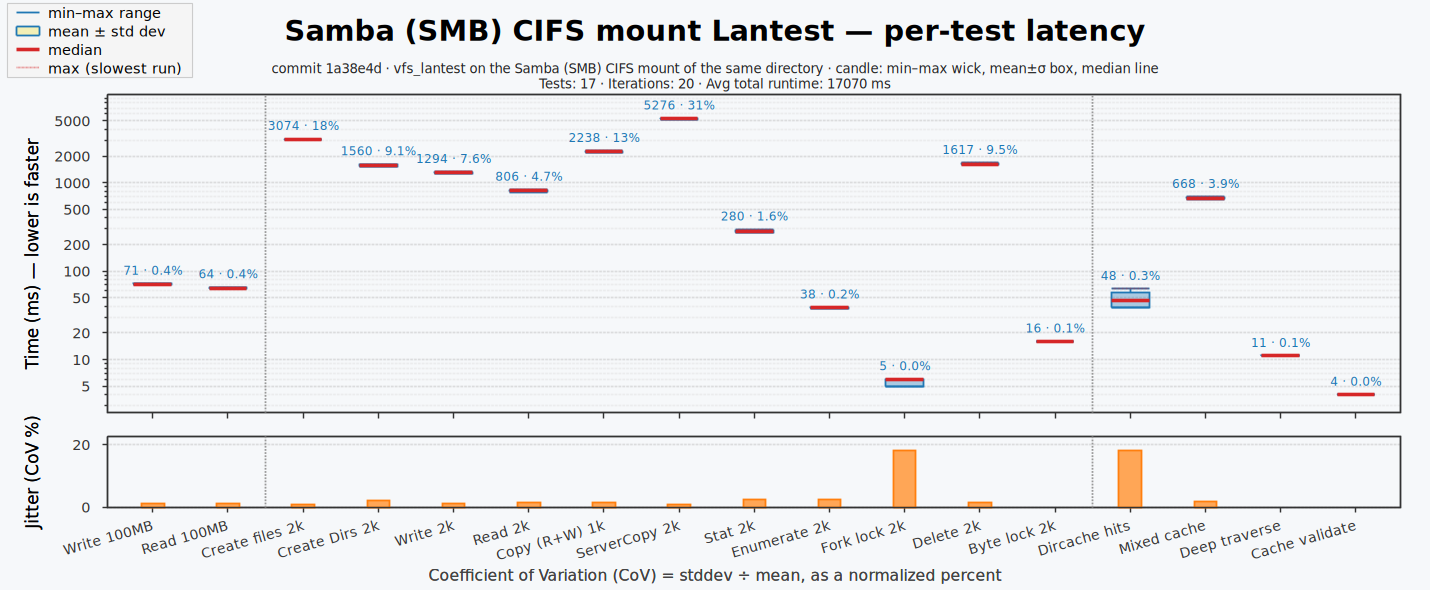 min–max range
mean ± std dev
median
max (slowest run)
Samba (SMB) CIFS mount Lantest — per-test latency
commit 1a38e4d · vfs_lantest on the Samba (SMB) CIFS mount of the same directory · candle: min–max wick, mean±σ box, median line
Tests: 17 · Iterations: 20 · Avg total runtime: 17070 ms
Time (ms) — lower is faster
5000
2000
1000
500
200
100
50
20
10
5
71 · 0.4%
64 · 0.4%
3074 · 18%
1560 · 9.1%
1294 · 7.6%
806 · 4.7%
2238 · 13%
5276 · 31%
280 · 1.6%
38 · 0.2%
5 · 0.0%
1617 · 9.5%
16 · 0.1%
48 · 0.3%
668 · 3.9%
11 · 0.1%
4 · 0.0%
Jitter (CoV %)
20
0
Write 100MB
Read 100MB
Create files 2k
Create Dirs 2k
Write 2k
Read 2k
Copy (R+W) 1k
ServerCopy 2k
Stat 2k
Enumerate 2k
Fork lock 2k
Delete 2k
Byte lock 2k
Dircache hits
Mixed cache
Deep traverse
Cache validate
Coefficient of Variation (CoV) = stddev ÷ mean, as a normalized percent